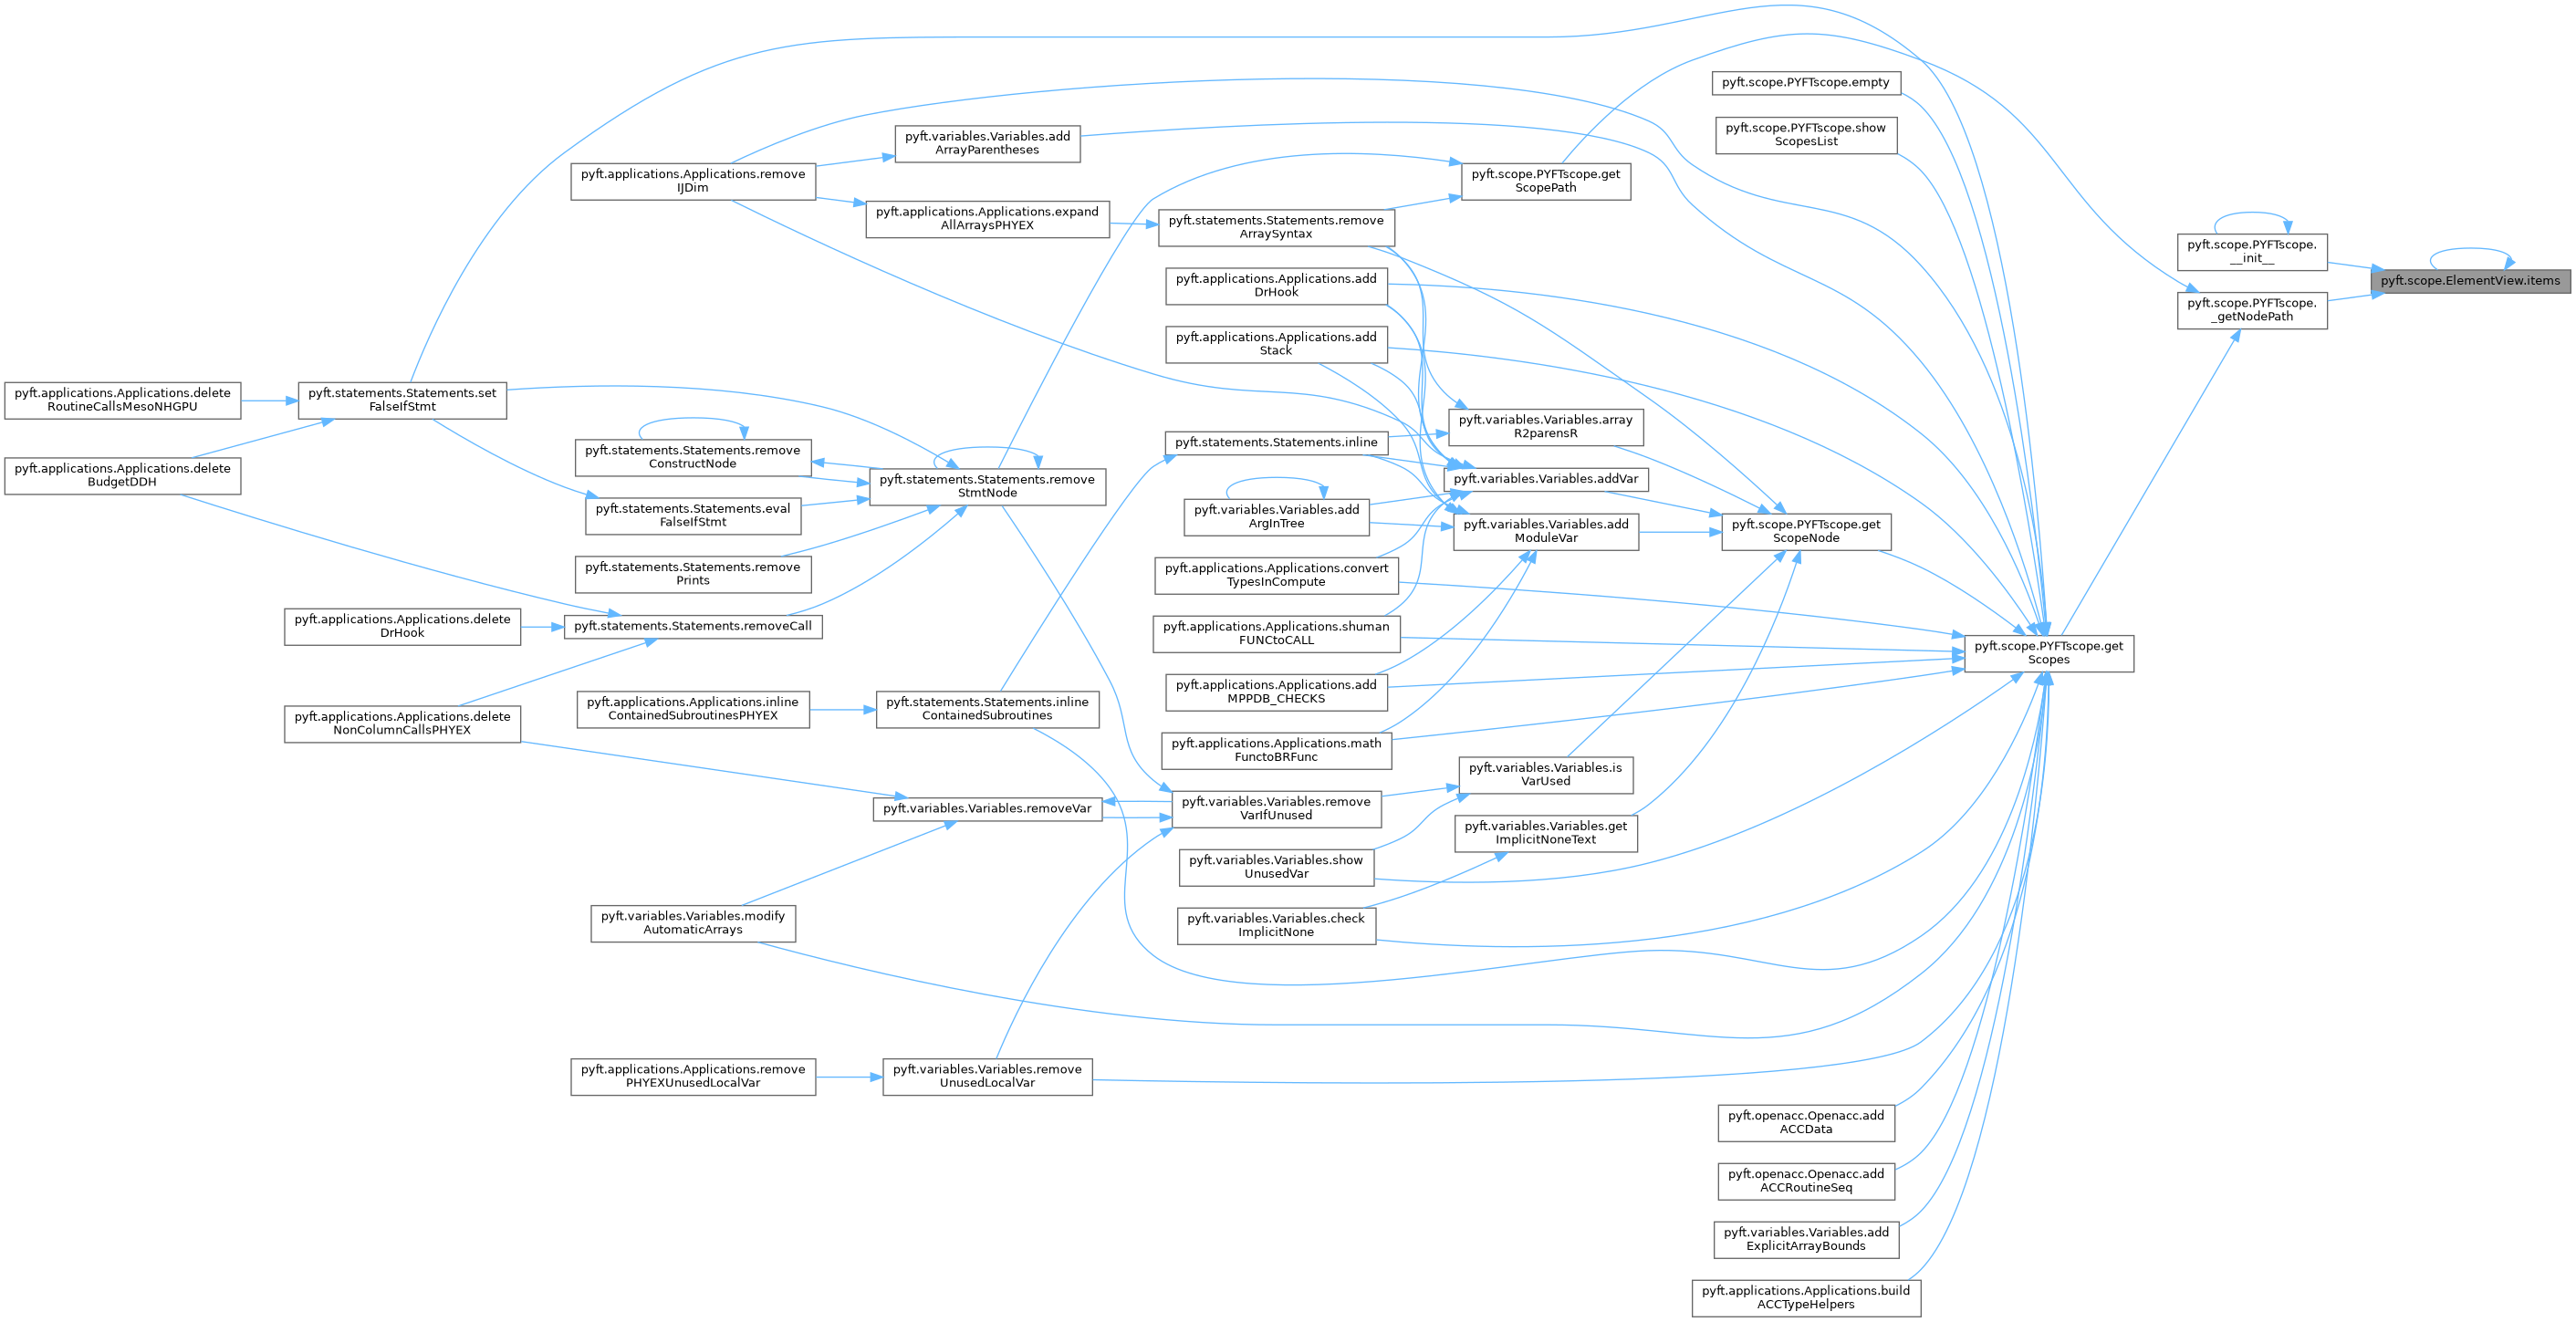 pyft.scope.PYFTscope.empty
pyft.scope.PYFTscope.show
ScopesList
pyft.variables.Variables.add
ArrayParentheses
pyft.applications.Applications.remove
IJDim
pyft.scope.PYFTscope.get
ScopePath
pyft.applications.Applications.expand
AllArraysPHYEX
pyft.statements.Statements.remove
ArraySyntax
pyft.scope.PYFTscope.
__init__
pyft.scope.ElementView.items
pyft.applications.Applications.add
DrHook
pyft.scope.PYFTscope.
_getNodePath
pyft.applications.Applications.add
Stack
pyft.applications.Applications.delete
RoutineCallsMesoNHGPU
pyft.statements.Statements.set
FalseIfStmt
pyft.variables.Variables.array
R2parensR
pyft.statements.Statements.inline
pyft.statements.Statements.remove
ConstructNode
pyft.applications.Applications.delete
BudgetDDH
pyft.statements.Statements.remove
StmtNode
pyft.variables.Variables.addVar
pyft.statements.Statements.eval
FalseIfStmt
pyft.variables.Variables.add
ArgInTree
pyft.variables.Variables.add
ModuleVar
pyft.scope.PYFTscope.get
ScopeNode
pyft.statements.Statements.remove
Prints
pyft.applications.Applications.convert
TypesInCompute
pyft.applications.Applications.delete
DrHook
pyft.statements.Statements.removeCall
pyft.applications.Applications.shuman
FUNCtoCALL
pyft.scope.PYFTscope.get
Scopes
pyft.applications.Applications.add
MPPDB_CHECKS
pyft.applications.Applications.inline
ContainedSubroutinesPHYEX
pyft.statements.Statements.inline
ContainedSubroutines
pyft.applications.Applications.delete
NonColumnCallsPHYEX
pyft.applications.Applications.math
FunctoBRFunc
pyft.variables.Variables.is
VarUsed
pyft.variables.Variables.removeVar
pyft.variables.Variables.remove
VarIfUnused
pyft.variables.Variables.get
ImplicitNoneText
pyft.variables.Variables.show
UnusedVar
pyft.variables.Variables.modify
AutomaticArrays
pyft.variables.Variables.check
ImplicitNone
pyft.applications.Applications.remove
PHYEXUnusedLocalVar
pyft.variables.Variables.remove
UnusedLocalVar
pyft.openacc.Openacc.add
ACCData
pyft.openacc.Openacc.add
ACCRoutineSeq
pyft.variables.Variables.add
ExplicitArrayBounds
pyft.applications.Applications.build
ACCTypeHelpers